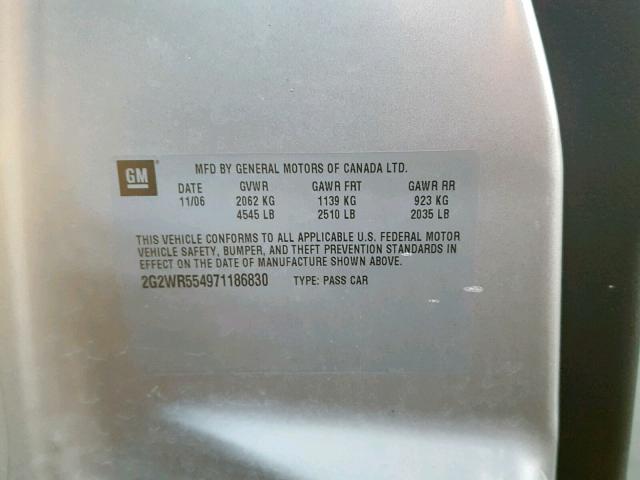 MFD BY GENERAL MOTORS OF CANADA LTD.
GM
DATE GVWR GAWR FRT GAWR RR
11/06 2062 KG 1139 KG 923 KG
4545 LB 2510 LB 2035 LB
THIS VEHICLE CONFORMS TO ALL APPLICABLE U.S. FEDERAL MOTOR
VEHICLE SAFETY, BUMPER, AND THEFT PREVENTION STANDARDS IN
EFFECT ON THE DATE OF MANUFACTURE SHOWN ABOVE.
2G2WR554971186830 TYPE: PASS CAR